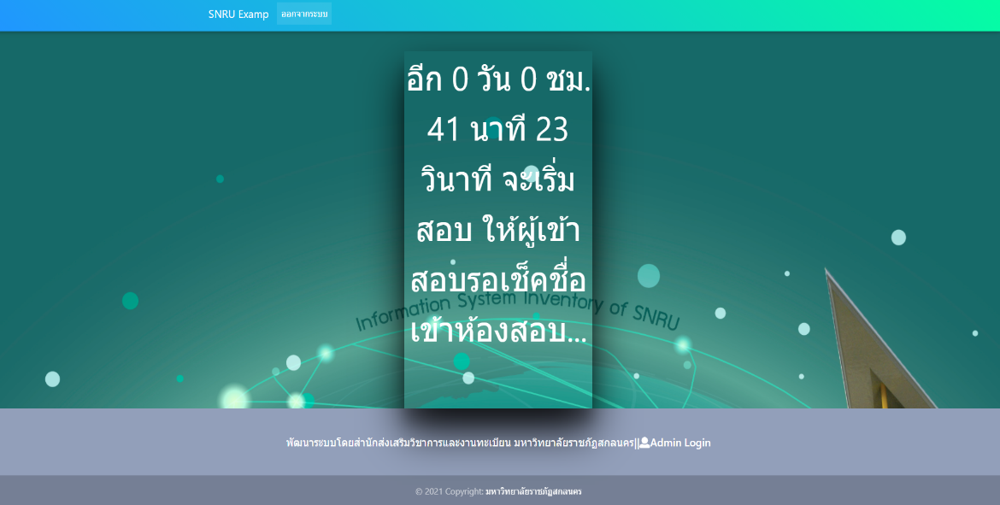 SNRU Examp ออกจากระบบ
อีก 0 วัน 0 ชม.
41 นาที 23
วินาที จะเริ่ม
สอบ ให้ผู้เข้า
สอบรอเช็คชื่อ
เข้าห้องสอบ...
Information System Inventory of SNRU
พัฒนาระบบโดยสำนักส่งเสริมวิชาการและงานทะเบียน มหาวิทยาลัยราชภัฏสกลนคร||Admin Login
© 2021 Copyright: มหาวิทยาลัยราชภัฏสกลนคร